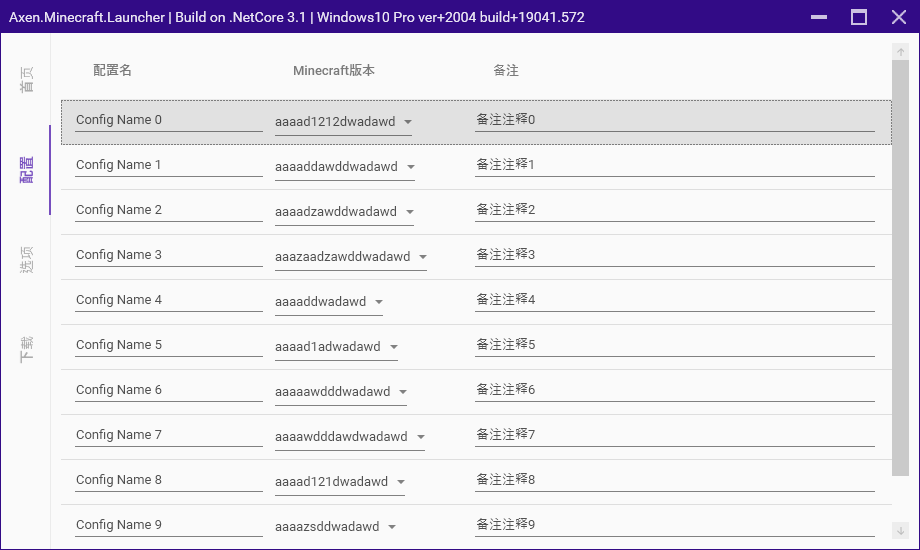 Axen.Minecraft.Launcher | Build on .NetCore 3.1 | Windows10 Pro ver+2004 build+19041.572
首页
配置
选项
下载
配置名 Minecraft版本 备注
Config Name 0 aaaad1212dwadawd 备注注释0
Config Name 1 aaaaddawddwadawd 备注注释1
Config Name 2 aaaadzawddwadawd 备注注释2
Config Name 3 aaazaadzawddwadawd 备注注释3
Config Name 4 aaaaddwadawd 备注注释4
Config Name 5 aaaad1adwadawd 备注注释5
Config Name 6 aaaaawdddwadawd 备注注释6
Config Name 7 aaaawdddawdwadawd 备注注释7
Config Name 8 aaaad121dwadawd 备注注释8
Config Name 9 aaaazsddwadawd 备注注释9